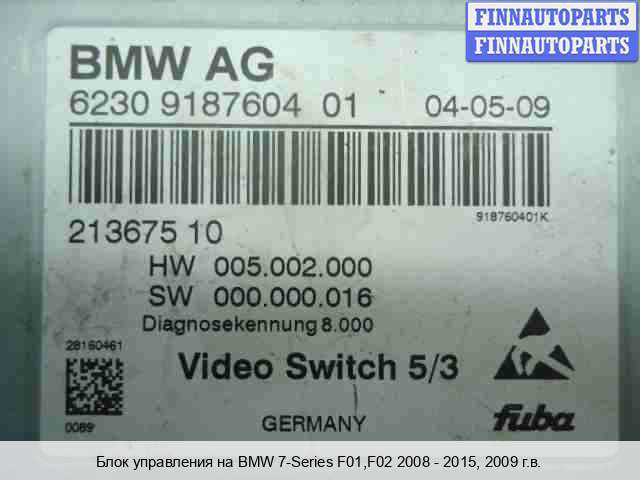 FINNAUTOPARTS
FINNAUTOPARTS
BMW AG
6230 9187604 01 04-05-09
918760401K
213675 10
HW 005.002.000
SW 000.000.016
Diagnosekennung 8.000
28160461
Video Switch 5/3
0089
GERMANY
fuba
Блок управления на BMW 7-Series F01,F02 2008 - 2015, 2009 г.в.